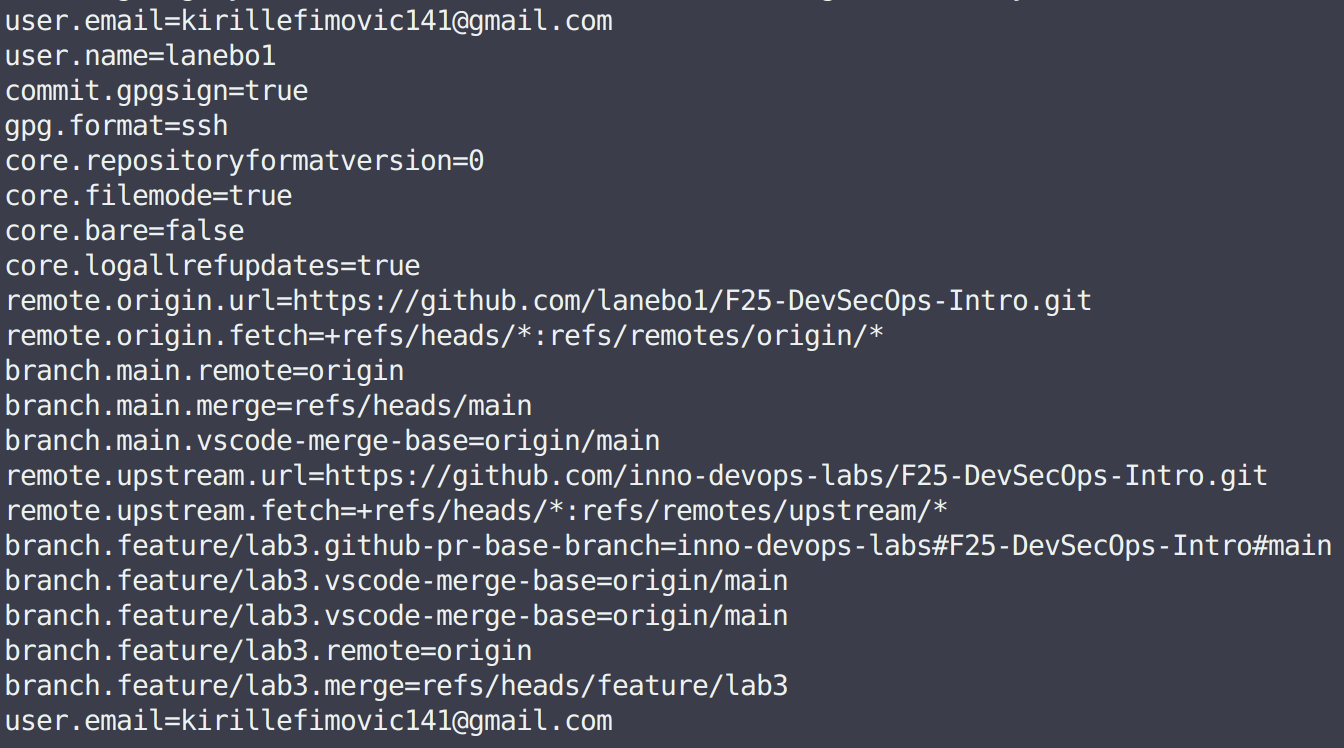 user.email=kirillefimovic141@gmail.com
user.name=lanebo1
commit.gpgsign=true
gpg.format=ssh
core.repositoryformatversion=0
core.filemode=true
core.bare=false
core.logallrefupdates=true
remote.origin.url=https://github.com/lanebo1/F25-DevSecOps-Intro.git
remote.origin.fetch=+refs/heads/*:refs/remotes/origin/*
branch.main.remote=origin
branch.main.merge=refs/heads/main
branch.main.vscode-merge-base=origin/main
remote.upstream.url=https://github.com/inno-devops-labs/F25-DevSecOps-Intro.git
remote.upstream.fetch=+refs/heads/*:refs/remotes/upstream/*
branch.feature/lab3.github-pr-base-branch=inno-devops-labs#F25-DevSecOps-Intro#main
branch.feature/lab3.vscode-merge-base=origin/main
branch.feature/lab3.vscode-merge-base=origin/main
branch.feature/lab3.remote=origin
branch.feature/lab3.merge=refs/heads/feature/lab3
user.email=kirillefimovic141@gmail.com